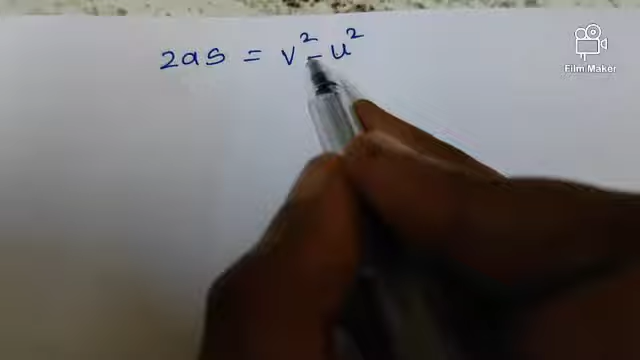 2as = v² - u²
Film Maker